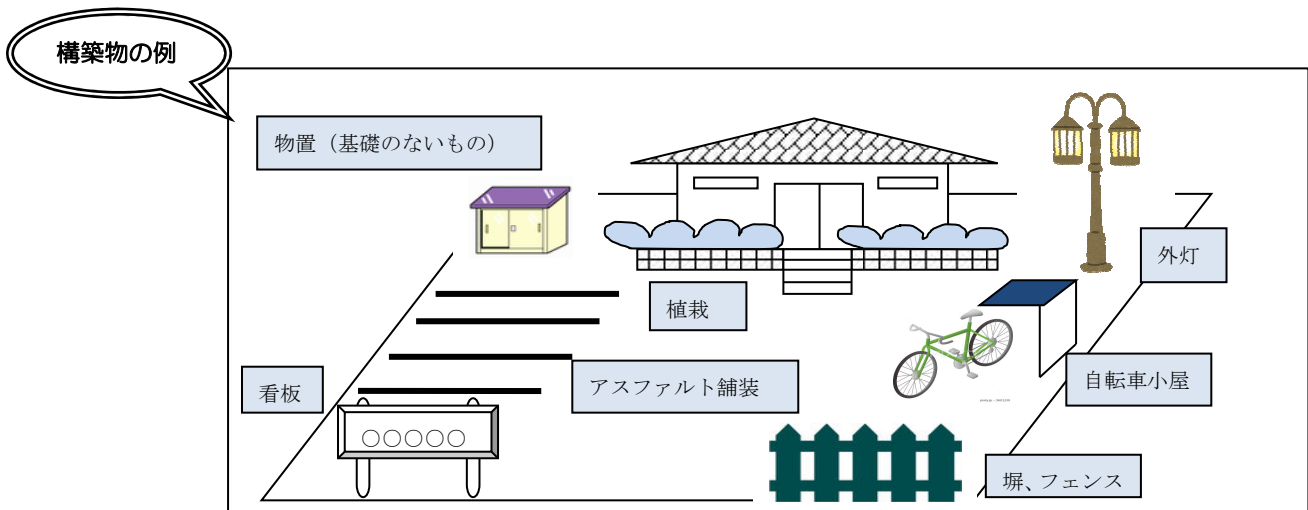 構築物の例
物置（基礎のないもの）
外灯
植栽
自転車小屋
アスファルト舗装
看板
○○○○○
塀、フェンス